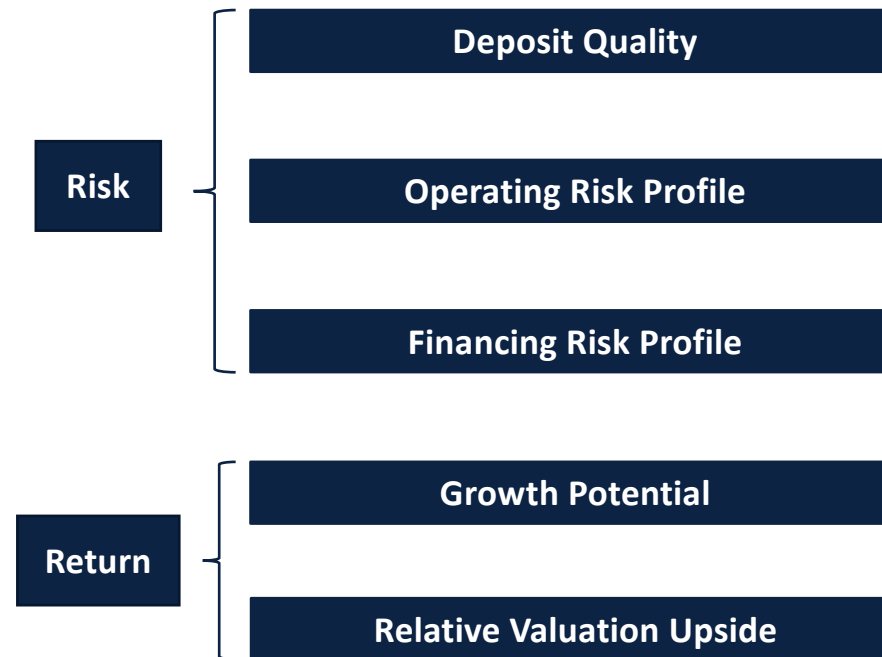 Risk
Deposit Quality
Operating Risk Profile
Financing Risk Profile
Return
Growth Potential
Relative Valuation Upside